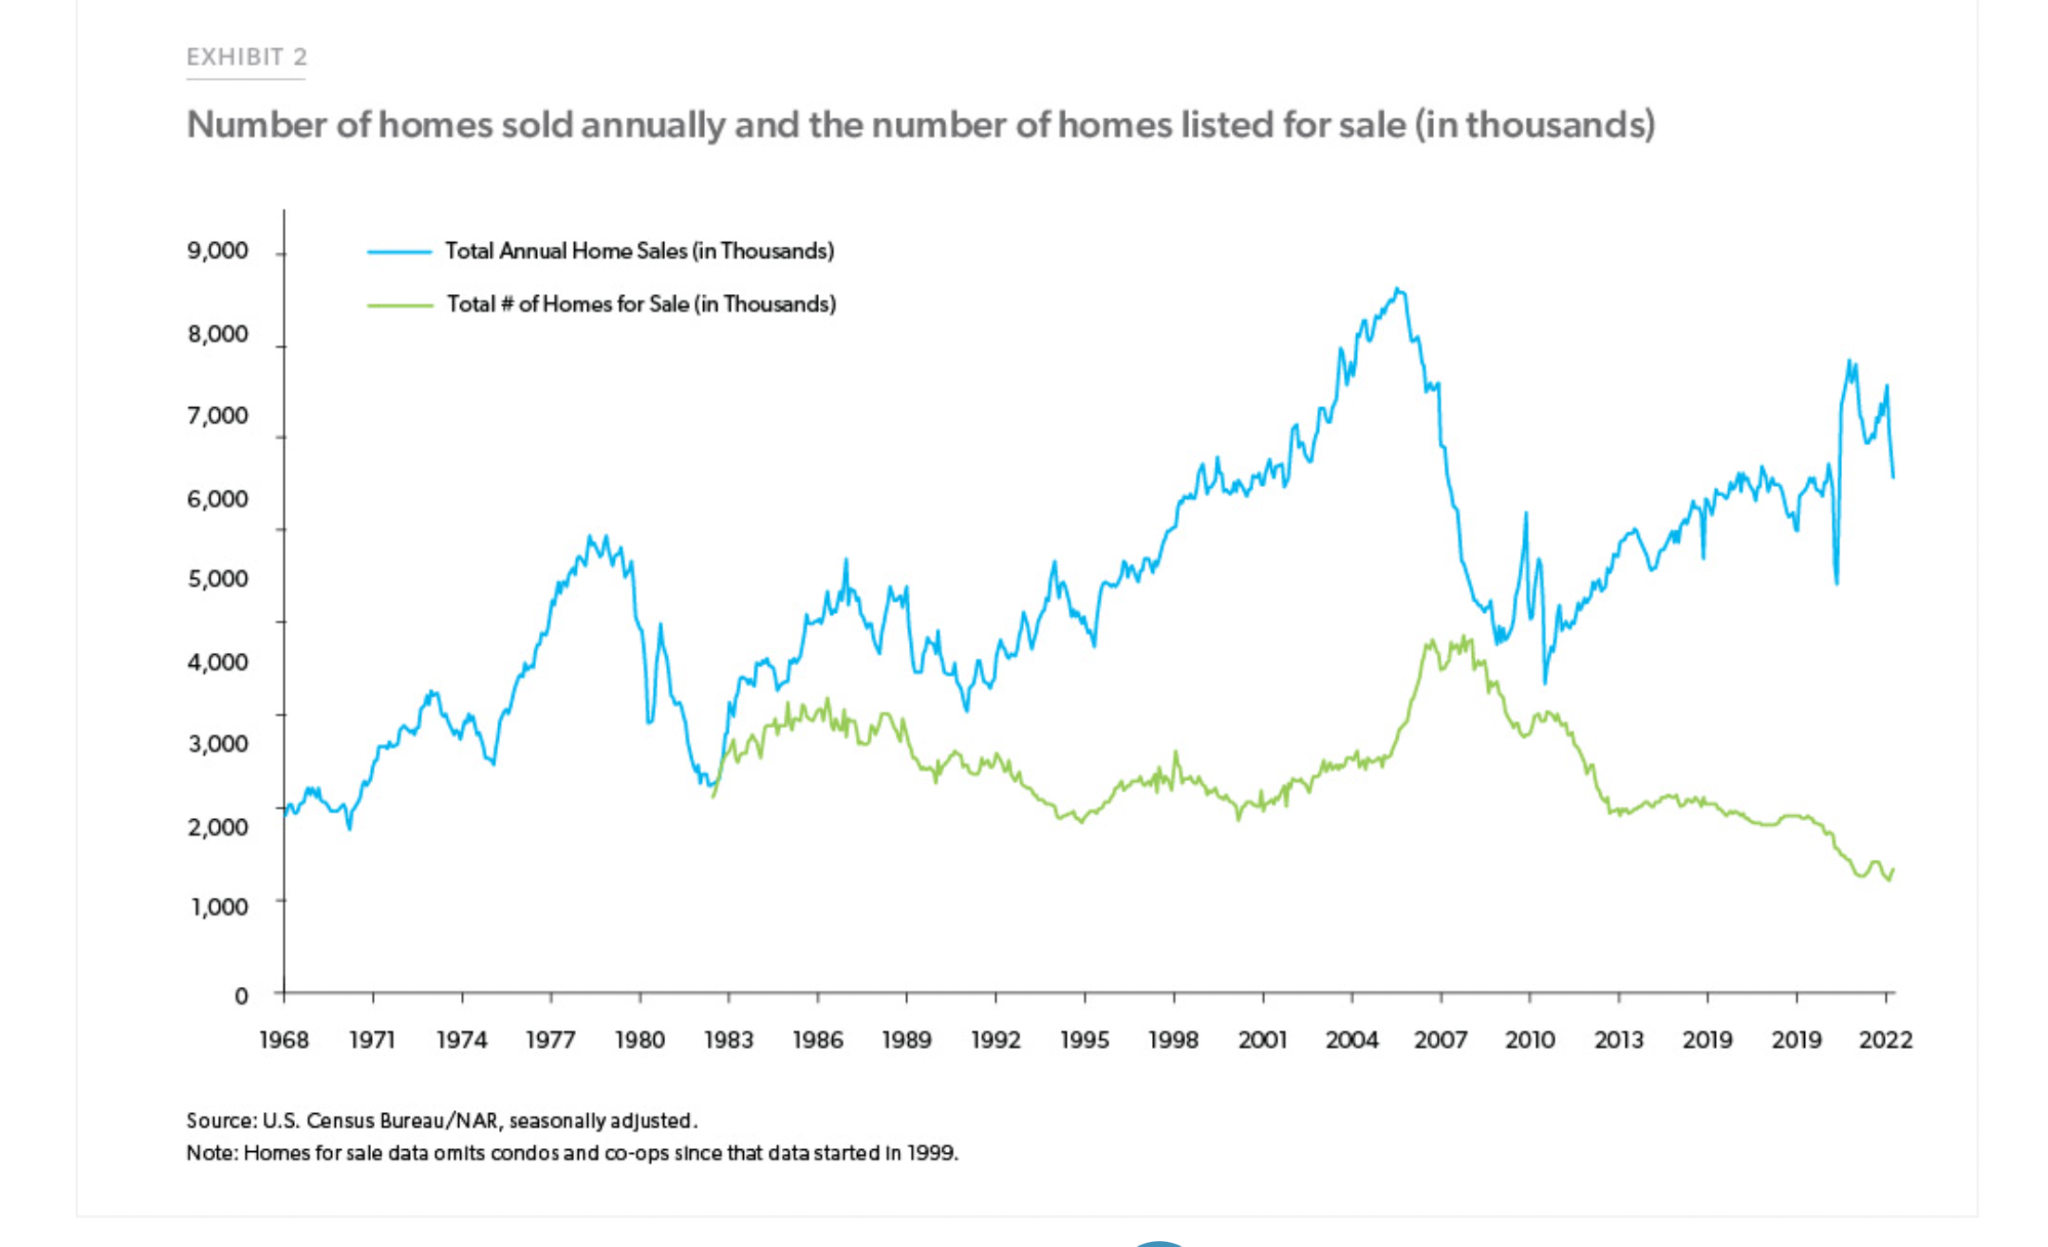 EXHIBIT 2
Number of homes sold annually and the number of homes listed for sale (in thousands)
Total Annual Home Sales (in Thousands)
Total # of Homes for Sale (in Thousands)
9,000
8,000
7,000
6,000
5,000
4,000
3,000
2,000
1,000
0
1968 1971 1974 1977 1980 1983 1986 1989 1992 1995 1998 2001 2004 2007 2010 2013 2019 2019 2022
Source: U.S. Census Bureau/NAR, seasonally adjusted.
Note: Homes for sale data omits condos and co-ops since that data started in 1999.